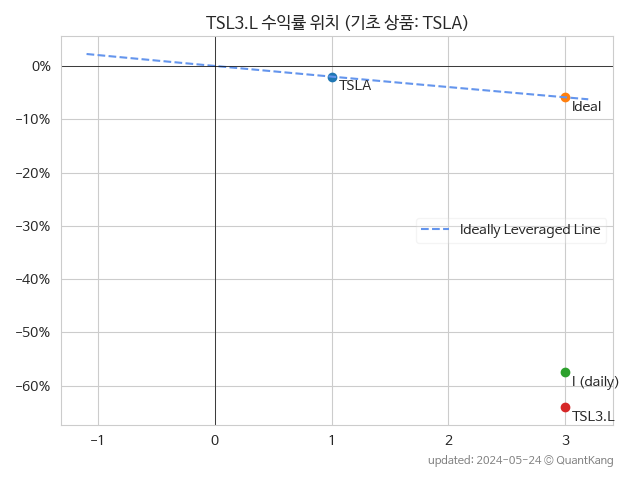 TSL3.L 수익률 위치 (기초 상품: TSLA)
0%
−10%
−20%
−30%
−40%
−50%
−60%
TSLA
Ideal
Ideally Leveraged Line
I (daily)
TSL3.L
−1
0
1
2
3
updated: 2024-05-24 © QuantKang